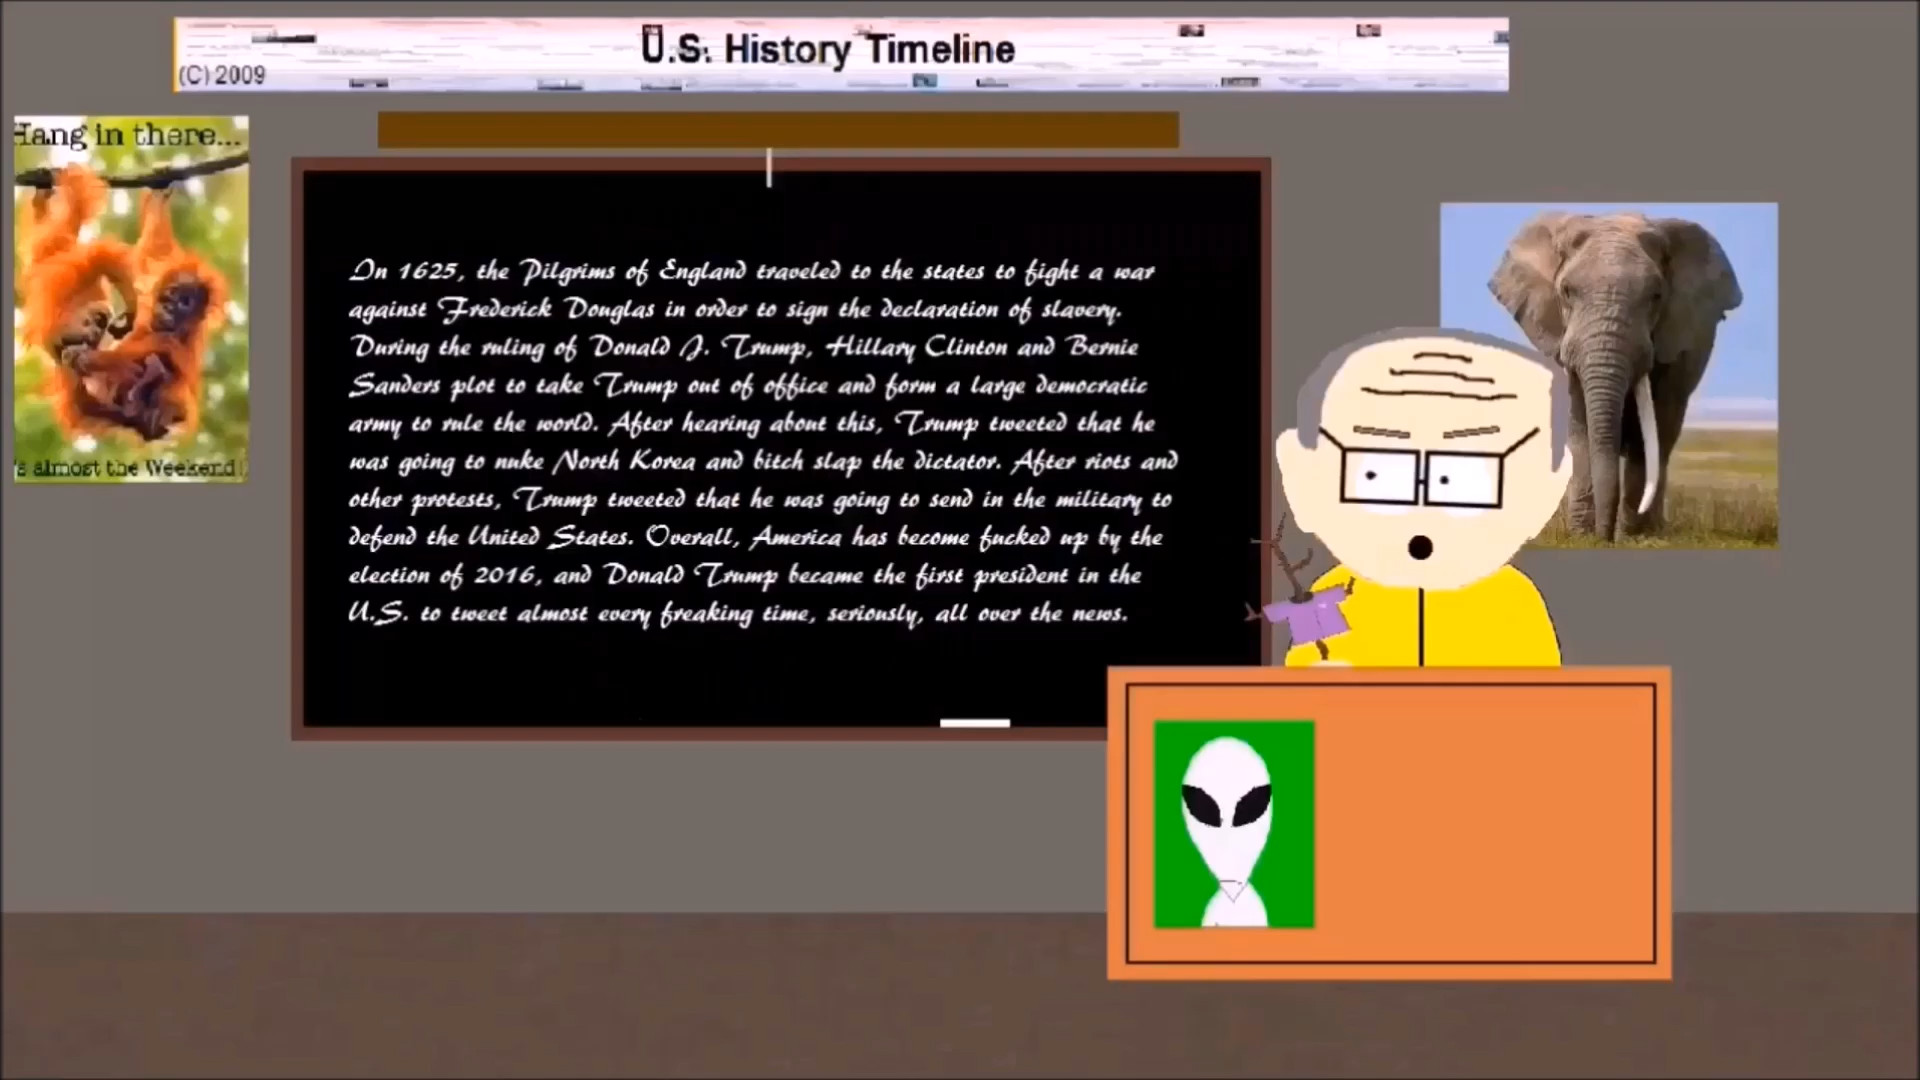 U.S. History Timeline
(C) 2009
Hang in there...
's almost the Weekend!
In 1625, the Pilgrims of England traveled to the states to fight a war
against Frederick Douglas in order to sign the declaration of slavery.
During the ruling of Donald J. Trump, Hillary Clinton and Bernie
Sanders plot to take Trump out of office and form a large democratic
army to rule the world. After hearing about this, Trump tweeted that he
was going to nuke North Korea and bitch slap the dictator. After riots and
other protests, Trump tweeted that he was going to send in the military to
defend the United States. Overall, America has become fucked up by the
election of 2016, and Donald Trump became the first president in the
U.S. to tweet almost every freaking time, seriously, all over the news.